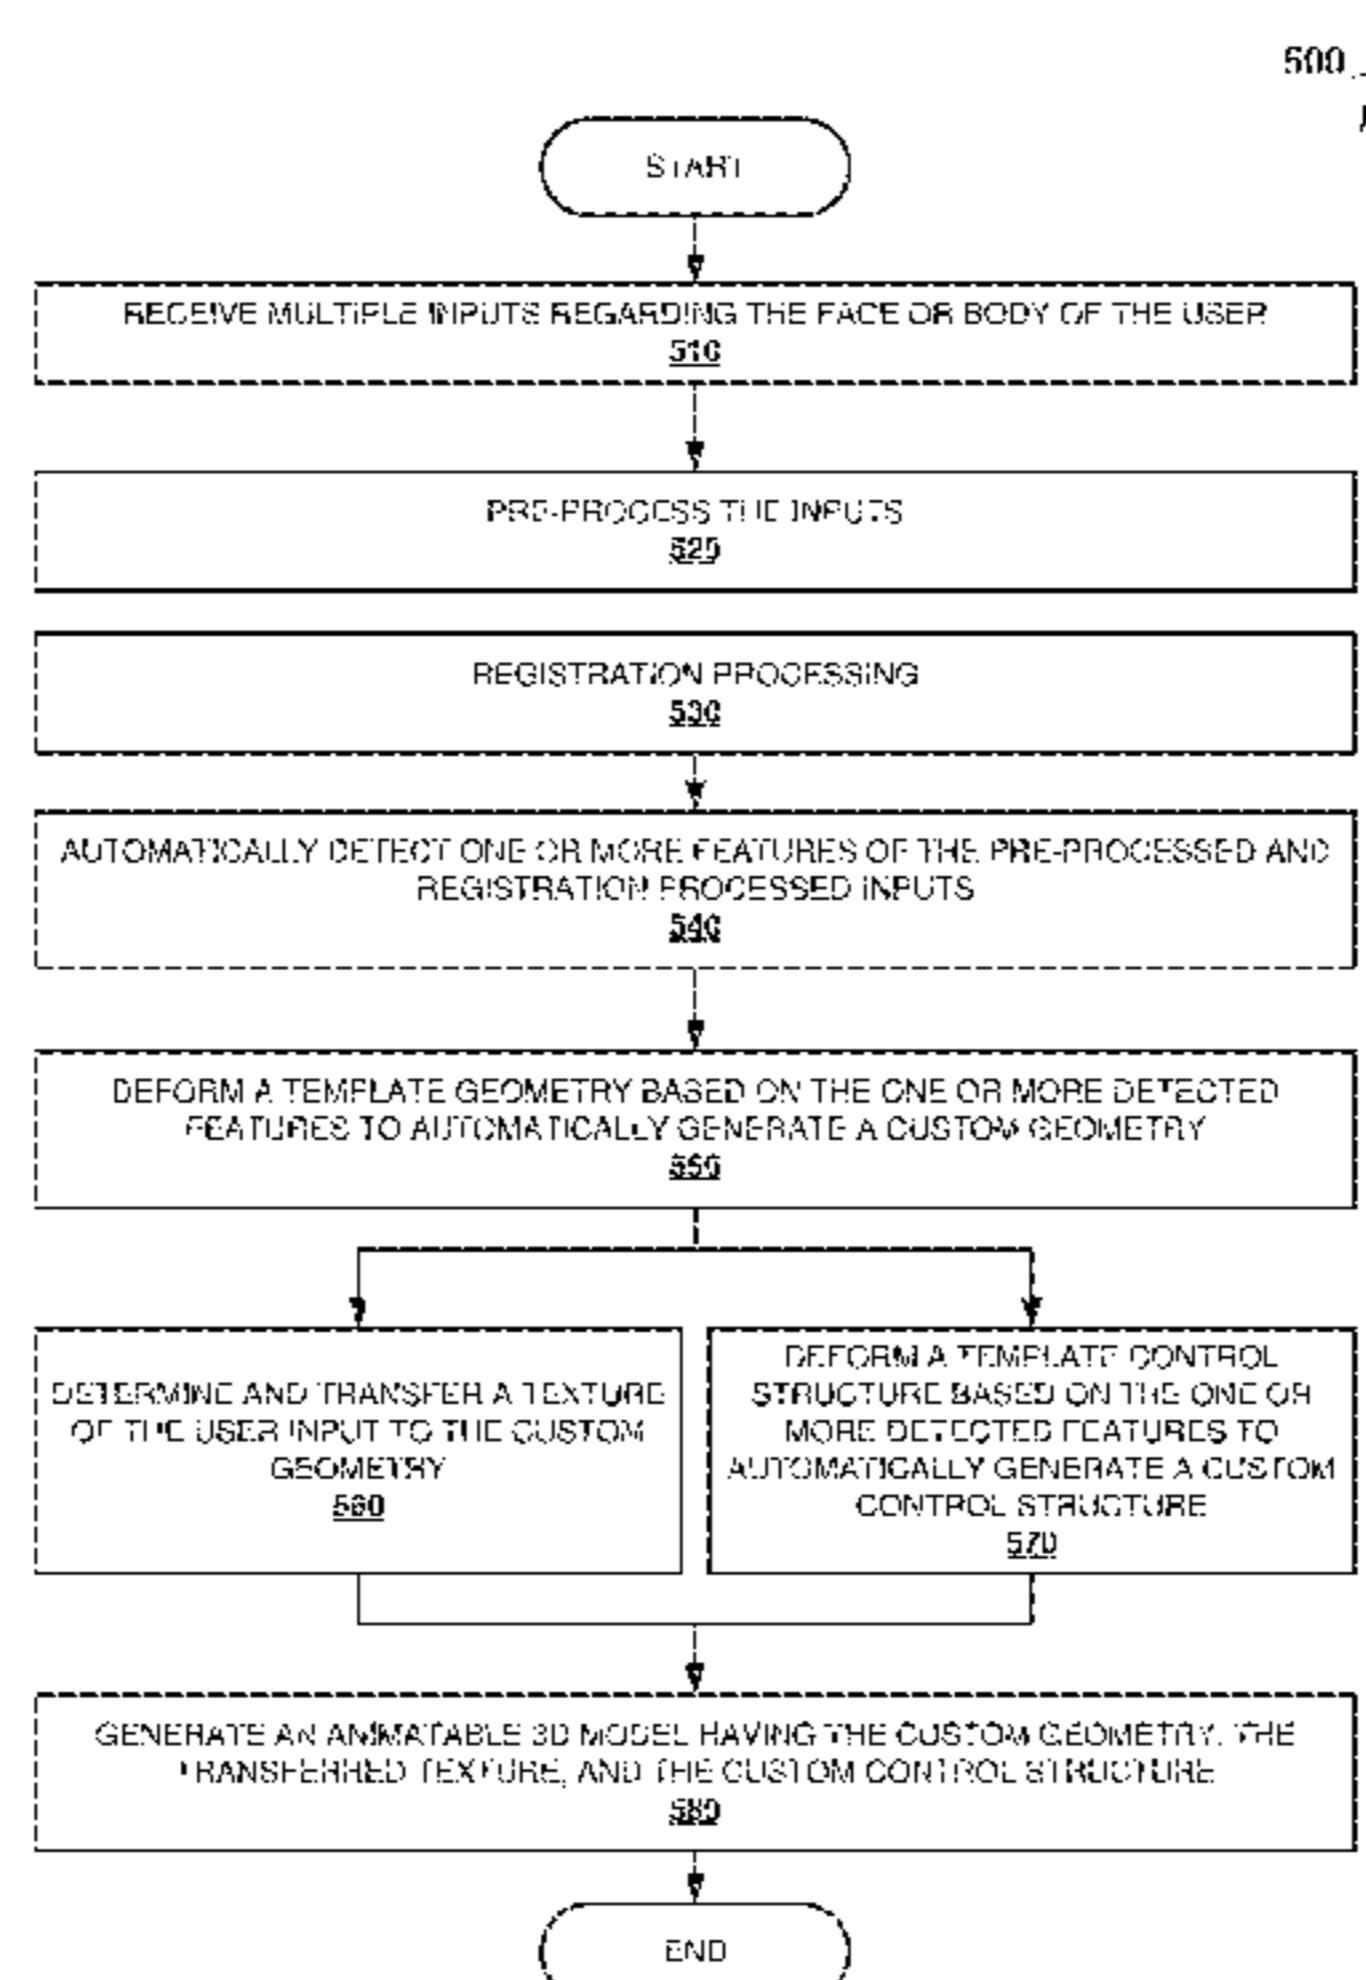 500
START
RECEIVE MULTIPLE INPUTS REGARDING THE FACE OR BODY OF THE USER
510
PRE-PROCESS THE INPUTS
520
REGISTRATION PROCESSING
530
AUTOMATICALLY DETECT ONE OR MORE FEATURES OF THE PRE-PROCESSED AND
REGISTRATION PROCESSED INPUTS
540
DEFORM A TEMPLATE GEOMETRY BASED ON THE ONE OR MORE DETECTED
FEATURES TO AUTOMATICALLY GENERATE A CUSTOM GEOMETRY
550
DETERMINE AND TRANSFER A TEXTURE
OF THE USER INPUT TO THE CUSTOM
GEOMETRY
560
DEFORM A TEMPLATE CONTROL
STRUCTURE BASED ON THE ONE OR
MORE DETECTED FEATURES TO
AUTOMATICALLY GENERATE A CUSTOM
CONTROL STRUCTURE
570
GENERATE AN ANIMATABLE 3D MODEL HAVING THE CUSTOM GEOMETRY, THE
TRANSFERRED TEXTURE, AND THE CUSTOM CONTROL STRUCTURE
580
END